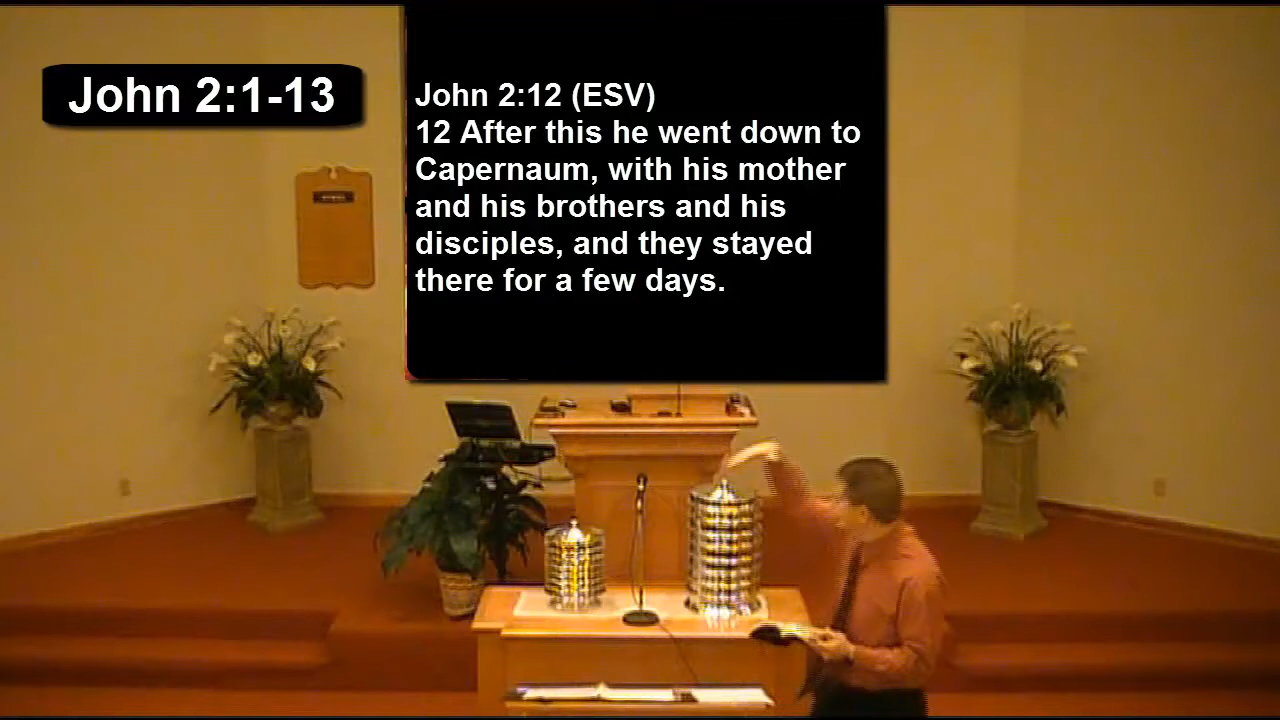 John 2:1-13
John 2:12 (ESV)
12 After this he went down to
Capernaum, with his mother
and his brothers and his
disciples, and they stayed
there for a few days.